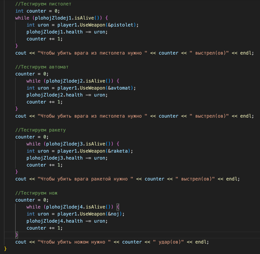 //Тестируем пистолет
int counter = 0;
while (plohojZlodej1.isAlive()) {
int uron = player1.UseWeapon(&pistolet);
plohojZlodej1.health -= uron;
counter += 1;
}
cout << "Чтобы убить врага из пистолета нужно " << counter << " выстрел(ов)" << endl;
//Тестируем автомат
counter = 0;
while (plohojZlodej2.isAlive()) {
int uron = player1.UseWeapon(&avtomat);
plohojZlodej2.health -= uron;
counter += 1;
}
cout << "Чтобы убить врага из пистолета нужно " << counter << " выстрел(ов)" << endl;
//Тестируем ракету
counter = 0;
while (plohojZlodej3.isAlive()) {
int uron = player1.UseWeapon(&raketa);
plohojZlodej3.health -= uron;
counter += 1;
}
cout << "Чтобы убить врага ракетой нужно " << counter << " выстрел(ов)" << endl;
//Тестируем нож
counter = 0;
while (plohojZlodej4.isAlive()) {
int uron = player1.UseWeapon(&noj);
plohojZlodej4.health -= uron;
counter += 1;
}
cout << "Чтобы убить ножом нужно " << counter << " удар(ов)" << endl;
}